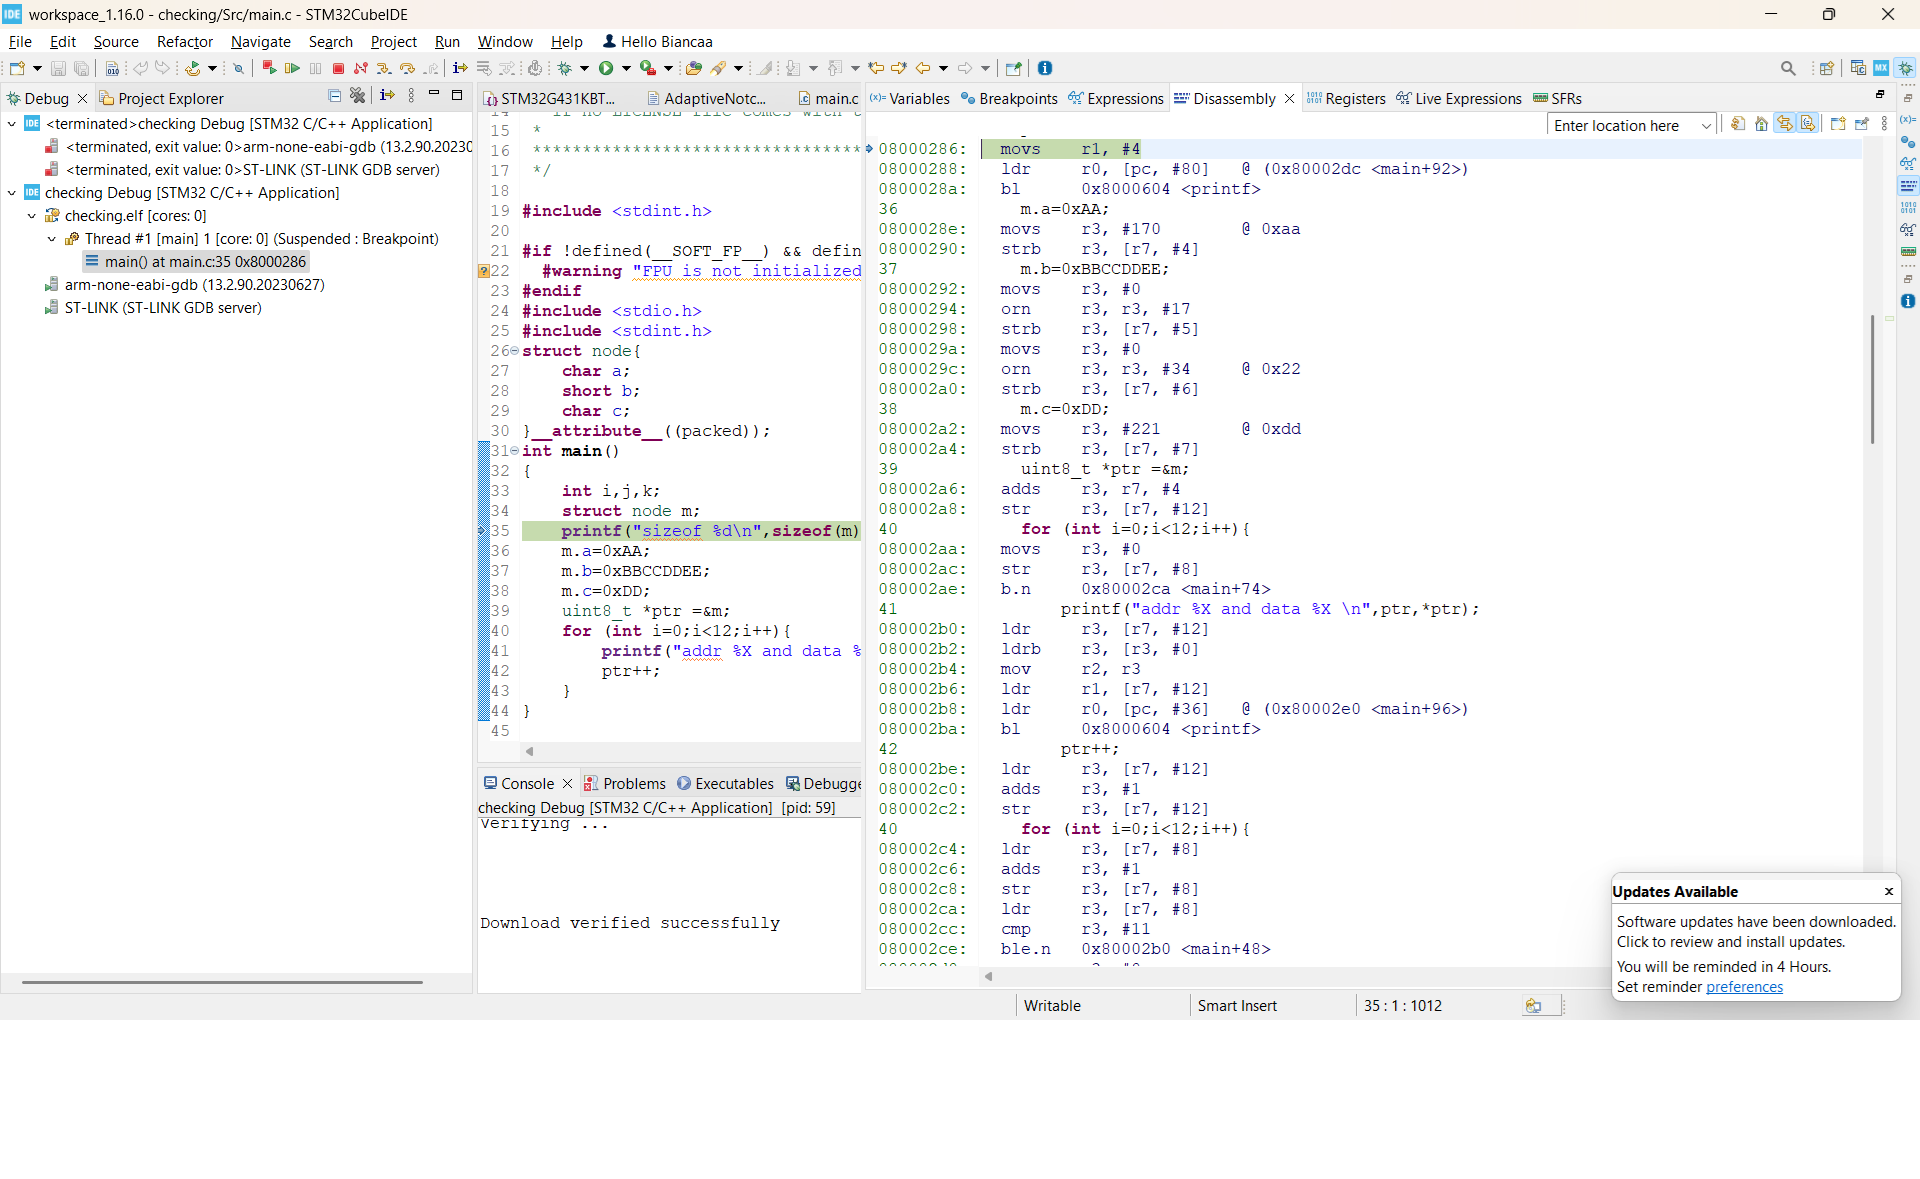 workspace_1.16.0 - checking/Src/main.c - STM32CubeIDE
File Edit Source Refactor Navigate Search Project Run Window Help Hello Biancaa
Debug Project Explorer
<terminated>checking Debug [STM32 C/C++ Application]
<terminated, exit value: 0>arm-none-eabi-gdb (13.2.90.20230
<terminated, exit value: 0>ST-LINK (ST-LINK GDB server)
checking Debug [STM32 C/C++ Application]
checking.elf [cores: 0]
Thread #1 [main] 1 [core: 0] (Suspended : Breakpoint)
main() at main.c:35 0x8000286
arm-none-eabi-gdb (13.2.90.20230627)
ST-LINK (ST-LINK GDB server)
STM32G431KBT... AdaptiveNotc... main.c
15 *
16 *********************************
17 */
18
19 #include <stdint.h>
20
21 #if !defined(__SOFT_FP__) && defin
22 #warning "FPU is not initialized
23 #endif
24 #include <stdio.h>
25 #include <stdint.h>
26 struct node{
27 char a;
28 short b;
29 char c;
30 }__attribute__((packed));
31 int main()
32 {
33 int i,j,k;
34 struct node m;
35 printf("sizeof %d\n",sizeof(m)
36 m.a=0xAA;
37 m.b=0xBBCCDDEE;
38 m.c=0xDD;
39 uint8_t *ptr =&m;
40 for (int i=0;i<12;i++){
41 printf("addr %X and data %
42 ptr++;
43 }
44 }
45
Console Problems Executables Debugge
checking Debug [STM32 C/C++ Application] [pid: 59]
Verifying ...
Download verified successfully
Variables Breakpoints Expressions Disassembly Registers Live Expressions SFRs
Enter location here
08000286: movs r1, #4
08000288: ldr r0, [pc, #80] @ (0x80002dc <main+92>)
0800028a: bl 0x8000604 <printf>
36 m.a=0xAA;
0800028e: movs r3, #170 @ 0xaa
08000290: strb r3, [r7, #4]
37 m.b=0xBBCCDDEE;
08000292: movs r3, #0
08000294: orn r3, r3, #17
08000298: strb r3, [r7, #5]
0800029a: movs r3, #0
0800029c: orn r3, r3, #34 @ 0x22
080002a0: strb r3, [r7, #6]
38 m.c=0xDD;
080002a2: movs r3, #221 @ 0xdd
080002a4: strb r3, [r7, #7]
39 uint8_t *ptr =&m;
080002a6: adds r3, r7, #4
080002a8: str r3, [r7, #12]
40 for (int i=0;i<12;i++){
080002aa: movs r3, #0
080002ac: str r3, [r7, #8]
080002ae: b.n 0x80002ca <main+74>
41 printf("addr %X and data %X \n",ptr,*ptr);
080002b0: ldr r3, [r7, #12]
080002b2: ldrb r3, [r3, #0]
080002b4: mov r2, r3
080002b6: ldr r1, [r7, #12]
080002b8: ldr r0, [pc, #36] @ (0x80002e0 <main+96>)
080002ba: bl 0x8000604 <printf>
42 ptr++;
080002be: ldr r3, [r7, #12]
080002c0: adds r3, #1
080002c2: str r3, [r7, #12]
40 for (int i=0;i<12;i++){
080002c4: ldr r3, [r7, #8]
080002c6: adds r3, #1
080002c8: str r3, [r7, #8]
080002ca: ldr r3, [r7, #8]
080002cc: cmp r3, #11
080002ce: ble.n 0x80002b0 <main+48>
Updates Available
Software updates have been downloaded.
Click to review and install updates.
You will be reminded in 4 Hours.
Set reminder preferences
Writable Smart Insert 35 : 1 : 1012